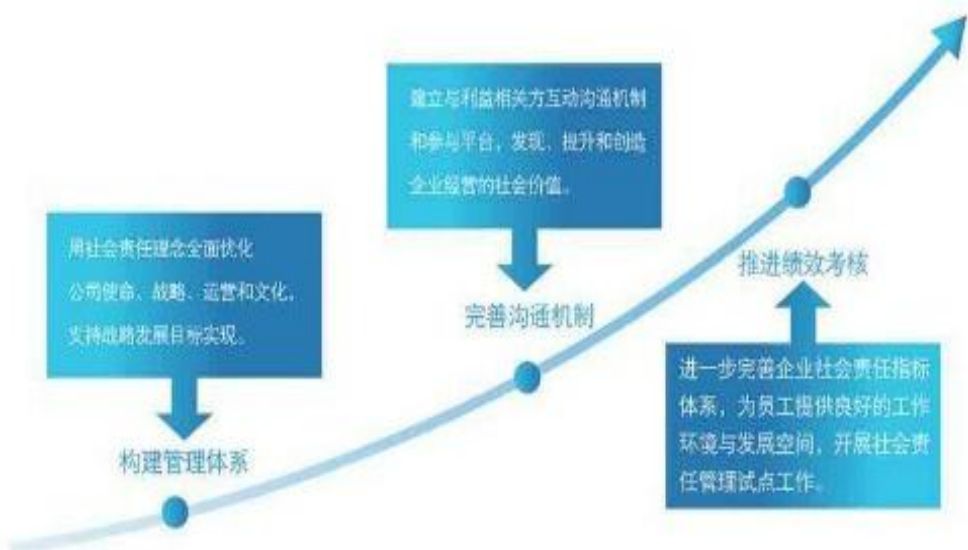 用社会责任理念全面优化
公司使命、战略、运营和文化，
支持战略发展目标实现。
构建管理体系
建立与利益相关方互动沟通机制
和参与平台，发现、提升和创造
企业经营的社会价值。
完善沟通机制
推进绩效考核
进一步完善企业社会责任指标
体系，为员工提供良好的工作
环境与发展空间，开展社会责
任管理试点工作。